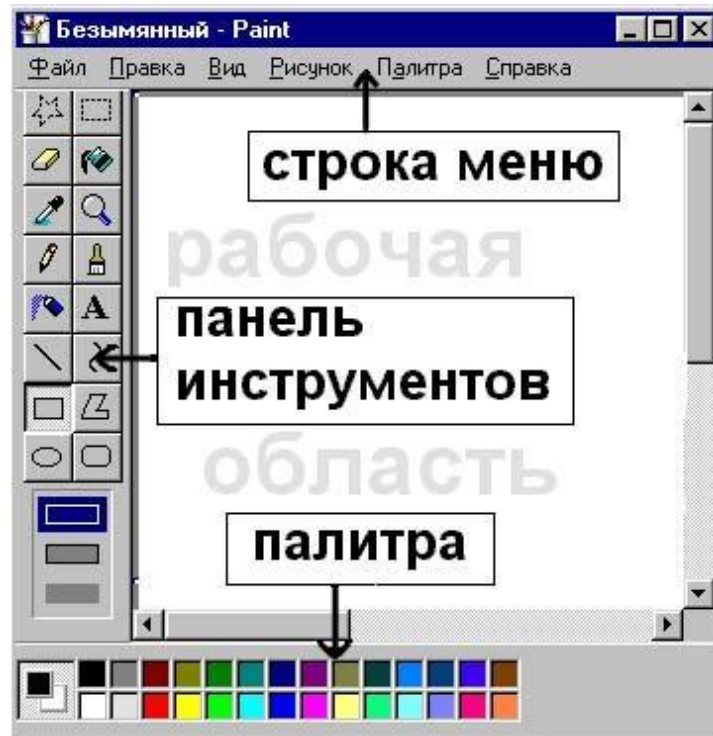 Безымянный - Paint
Файл Правка Вид Рисунок Палитра Справка
строка меню
рабочая
панель
инструментов
область
палитра